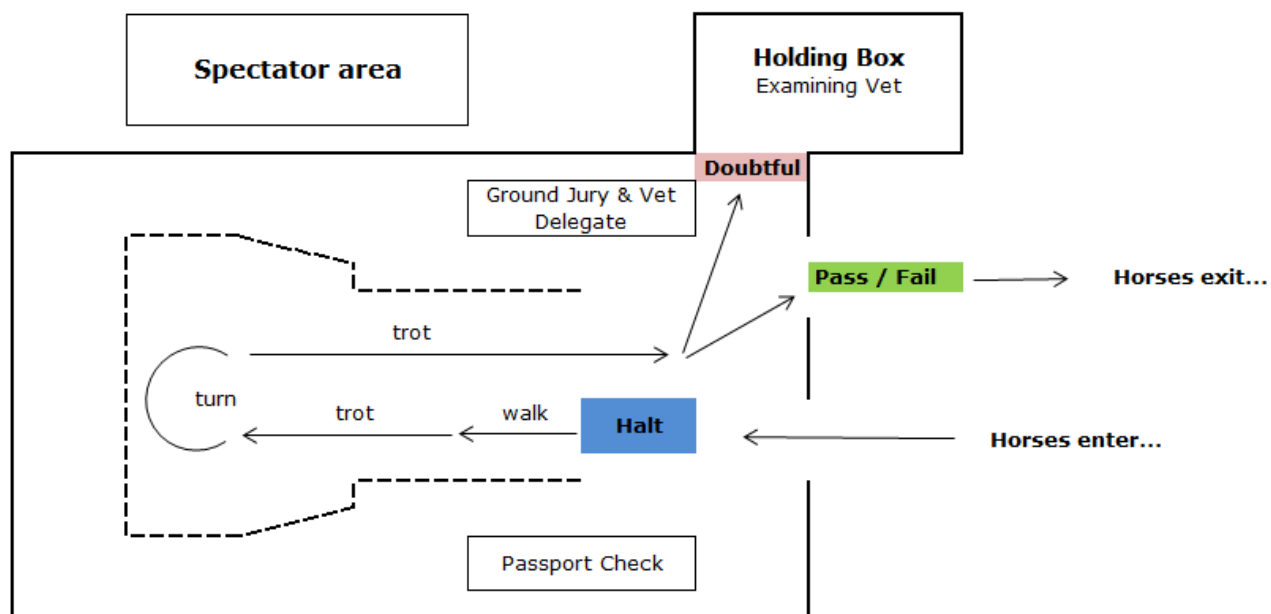 Spectator area
Holding Box
Examining Vet
Doubtful
Ground Jury & Vet
Delegate
Pass / Fail
Horses exit...
trot
turn
trot
walk
Halt
Horses enter...
Passport Check